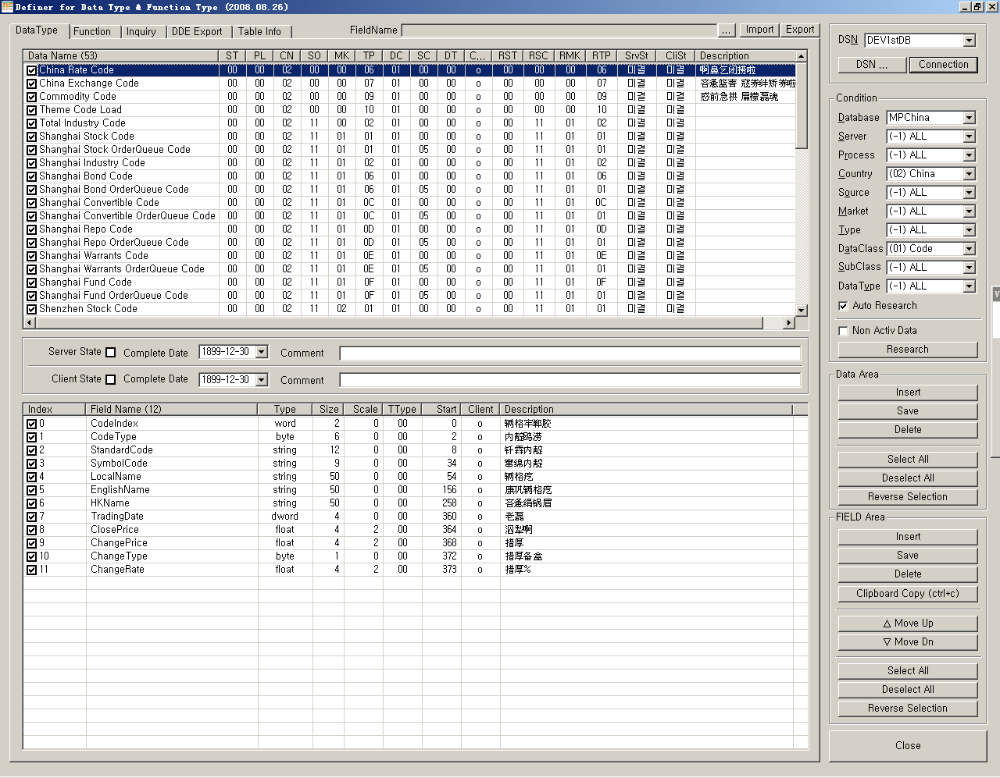 Definer for Data Type & Function Type (2008.08.26)
DataType Function Inquiry DDE Export Table Info FieldName ... Import Export
Data Name (53) ST PL CN SO MK TP DC SC DT C... RST RSC RMK RTP SrvSt CliSt Description
China Rate Code 00 00 02 00 00 06 01 00 00 o 00 00 00 06 미결 미결 啊鼻乞闭捞啦
China Exchange Code 00 00 02 00 00 07 01 00 00 o 00 00 00 07 미결 미결
Commodity Code 00 00 02 00 00 09 01 00 00 o 00 00 00 09 미결 미결 惑前急拱 扁檬磊魂
Theme Code Load 00 00 02 00 00 10 01 00 00 o 00 00 00 10 미결 미결
Total Industry Code 00 00 02 11 00 02 01 00 00 o 00 11 01 02 미결 미결
Shanghai Stock Code 00 00 02 11 01 01 01 00 00 o 00 11 01 01 미결 미결
Shanghai Stock OrderQueue Code 00 00 02 11 01 01 01 05 00 o 00 11 01 01 미결 미결
Shanghai Industry Code 00 00 02 11 01 02 01 00 00 o 00 11 01 02 미결 미결
Shanghai Bond Code 00 00 02 11 01 06 01 00 00 o 00 11 01 06 미결 미결
Shanghai Bond OrderQueue Code 00 00 02 11 01 06 01 05 00 o 00 11 01 01 미결 미결
Shanghai Convertible Code 00 00 02 11 01 0C 01 00 00 o 00 11 01 0C 미결 미결
Shanghai Convertible OrderQueue Code 00 00 02 11 01 0C 01 05 00 o 00 11 01 01 미결 미결
Shanghai Repo Code 00 00 02 11 01 0D 01 00 00 o 00 11 01 0D 미결 미결
Shanghai Repo OrderQueue Code 00 00 02 11 01 0D 01 05 00 o 00 11 01 01 미결 미결
Shanghai Warrants Code 00 00 02 11 01 0E 01 00 00 o 00 11 01 0E 미결 미결
Shanghai Warrants OrderQueue Code 00 00 02 11 01 0E 01 05 00 o 00 11 01 01 미결 미결
Shanghai Fund Code 00 00 02 11 01 0F 01 00 00 o 00 11 01 0F 미결 미결
Shanghai Fund OrderQueue Code 00 00 02 11 01 0F 01 05 00 o 00 11 01 01 미결 미결
Shenzhen Stock Code 00 00 02 11 02 01 01 00 00 o 00 11 01 01 미결 미결
Server State Complete Date 1899-12-30 Comment
Client State Complete Date 1899-12-30 Comment
Index Field Name (12) Type Size Scale TType Start Client Description
0 CodeIndex word 2 0 00 0 o 辆格牢郸胶
1 CodeType byte 6 0 00 2 o 内靛鸥涝
2 StandardCode string 12 0 00 8 o 钎霖内靛
3 SymbolCode string 9 0 00 34 o 窜绵内靛
4 LocalName string 50 0 00 54 o 辆格疙
5 EnglishName string 50 0 00 156 o 康巩辆格疙
6 HKName string 50 0 00 258 o
7 TradingDate dword 4 0 00 360 o 老磊
8 ClosePrice float 4 2 00 364 o 泅犁啊
9 ChangePrice float 4 2 00 368 o 措厚
10 ChangeType byte 1 0 00 372 o 措厚备盒
11 ChangeRate float 4 2 00 373 o 措厚%
DSN DEV1stDB
DSN ... Connection
Condition
Database MPChina
Server (-1) ALL
Process (-1) ALL
Country (02) China
Source (-1) ALL
Market (-1) ALL
Type (-1) ALL
DataClass (01) Code
SubClass (-1) ALL
DataType (-1) ALL
Auto Research
Non Activ Data
Research
Data Area
Insert
Save
Delete
Select All
Deselect All
Reverse Selection
FIELD Area
Insert
Save
Delete
Clipboard Copy (ctrl+c)
△ Move Up
▽ Move Dn
Select All
Deselect All
Reverse Selection
Close